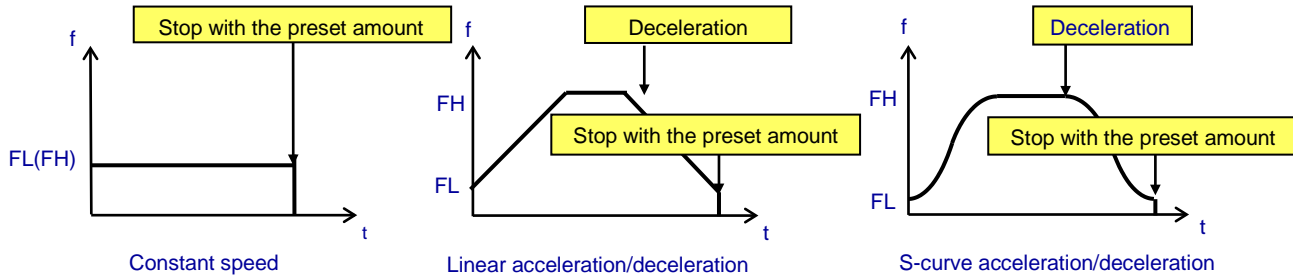 Stop with the preset amount
f
FL(FH)
t
Constant speed
f
Deceleration
FH
Stop with the preset amount
FL
t
Linear acceleration/deceleration
f
Deceleration
FH
Stop with the preset amount
FL
t
S-curve acceleration/deceleration